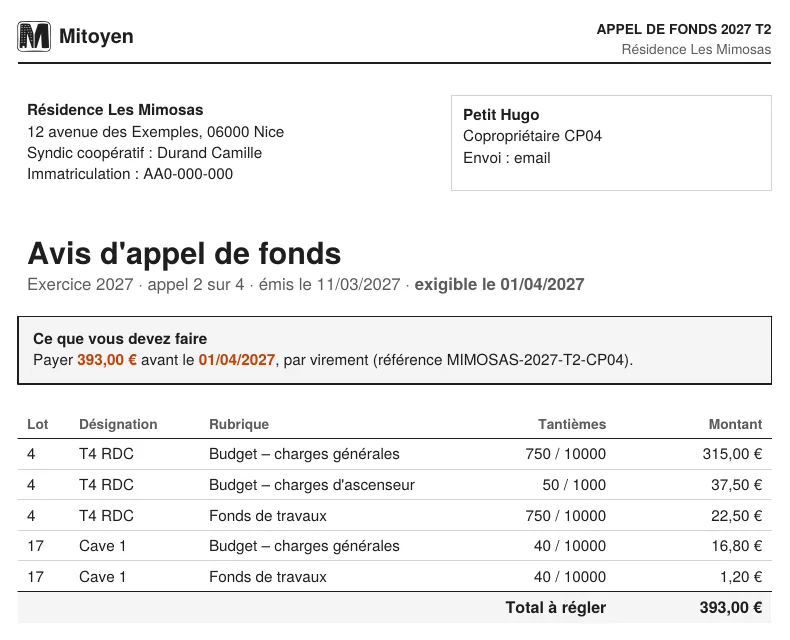 Mitoyen
APPEL DE FONDS 2027 T2
Résidence Les Mimosas
Résidence Les Mimosas
12 avenue des Exemples, 06000 Nice
Syndic coopératif : Durand Camille
Immatriculation : AA0-000-000
Petit Hugo
Copropriétaire CP04
Envoi : email
Avis d'appel de fonds
Exercice 2027 · appel 2 sur 4 · émis le 11/03/2027 · exigible le 01/04/2027
Ce que vous devez faire
Payer 393,00 € avant le 01/04/2027, par virement (référence MIMOSAS-2027-T2-CP04).
Lot Désignation Rubrique Tantièmes Montant
4 T4 RDC Budget – charges générales 750 / 10000 315,00 €
4 T4 RDC Budget – charges d'ascenseur 50 / 1000 37,50 €
4 T4 RDC Fonds de travaux 750 / 10000 22,50 €
17 Cave 1 Budget – charges générales 40 / 10000 16,80 €
17 Cave 1 Fonds de travaux 40 / 10000 1,20 €
Total à régler 393,00 €